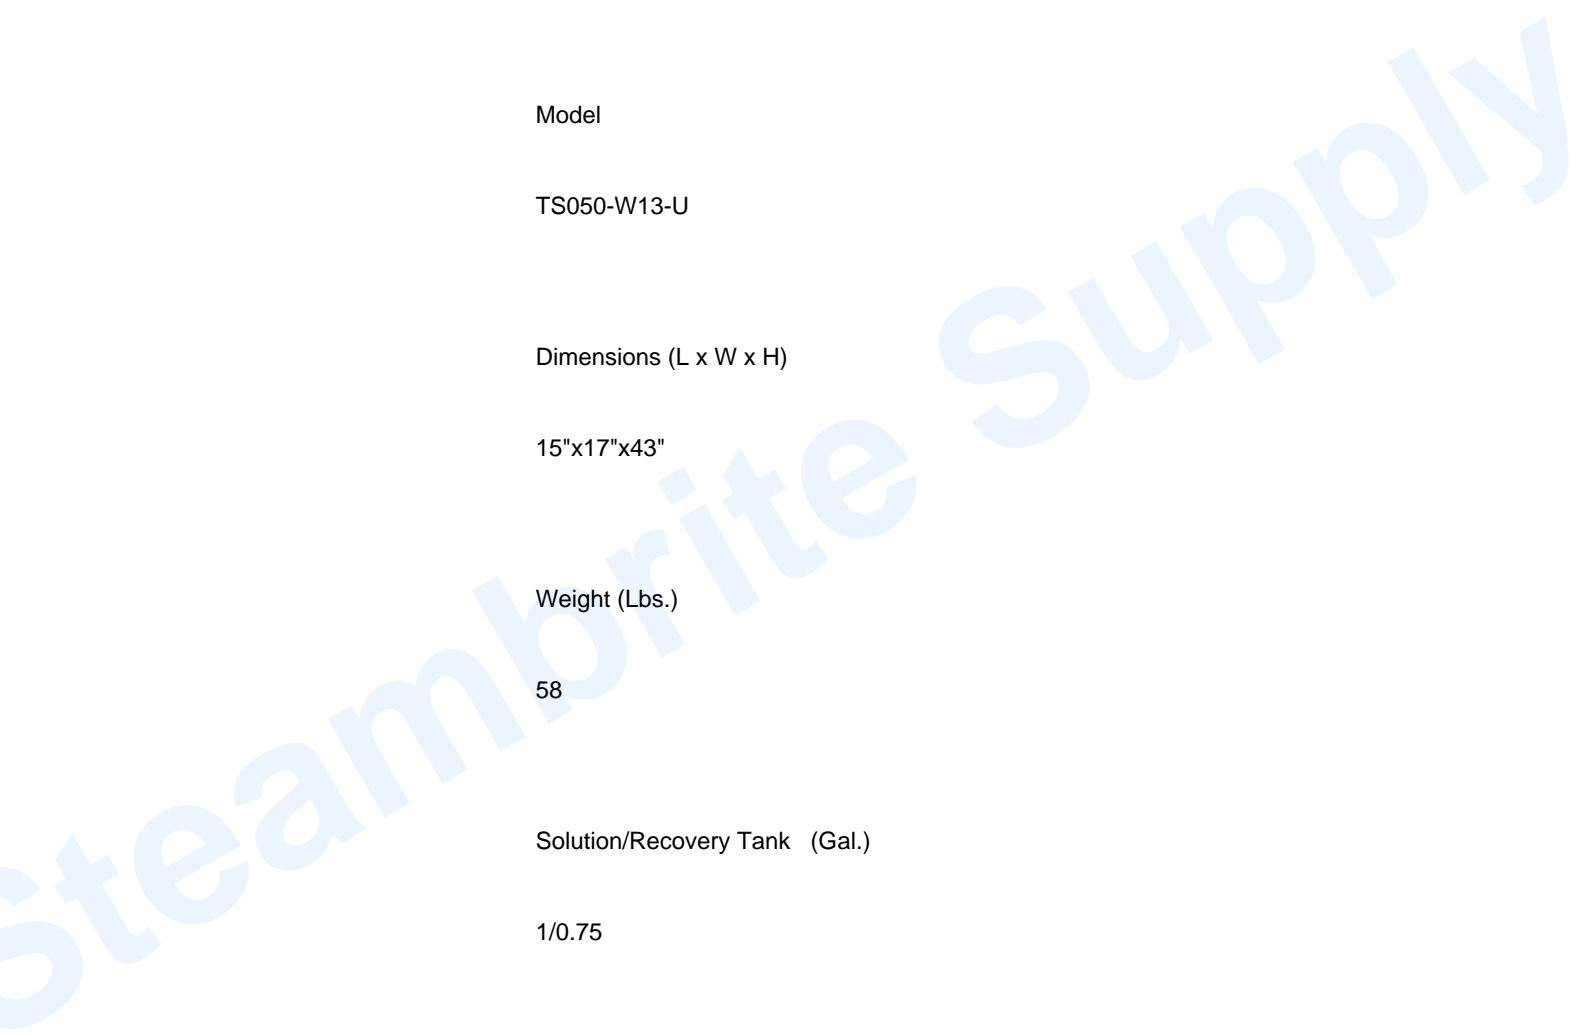 Model
TS050-W13-U
Dimensions (L x W x H)
15"x17"x43"
Weight (Lbs.)
58
Solution/Recovery Tank (Gal.)
1/0.75
Steambrite Supply